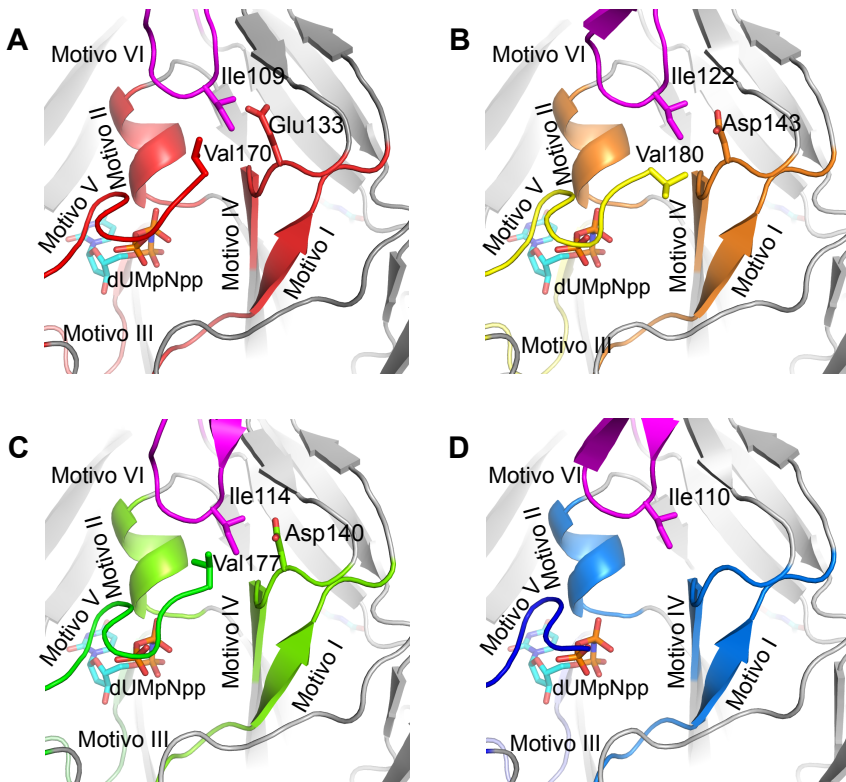 A
Motivo VI
Ile109
Motivo II
Glu133
Val170
Motivo V
Motivo IV
Motivo I
dUMpNpp
Motivo III
B
Motivo VI
Ile122
Motivo II
Asp143
Val180
Motivo V
Motivo IV
Motivo I
dUMpNpp
Motivo III
C
Motivo VI
Ile114
Motivo II
Asp140
Val177
Motivo V
Motivo IV
Motivo I
dUMpNpp
Motivo III
D
Motivo VI
Ile110
Motivo II
Motivo V
Motivo IV
Motivo I
dUMpNpp
Motivo III